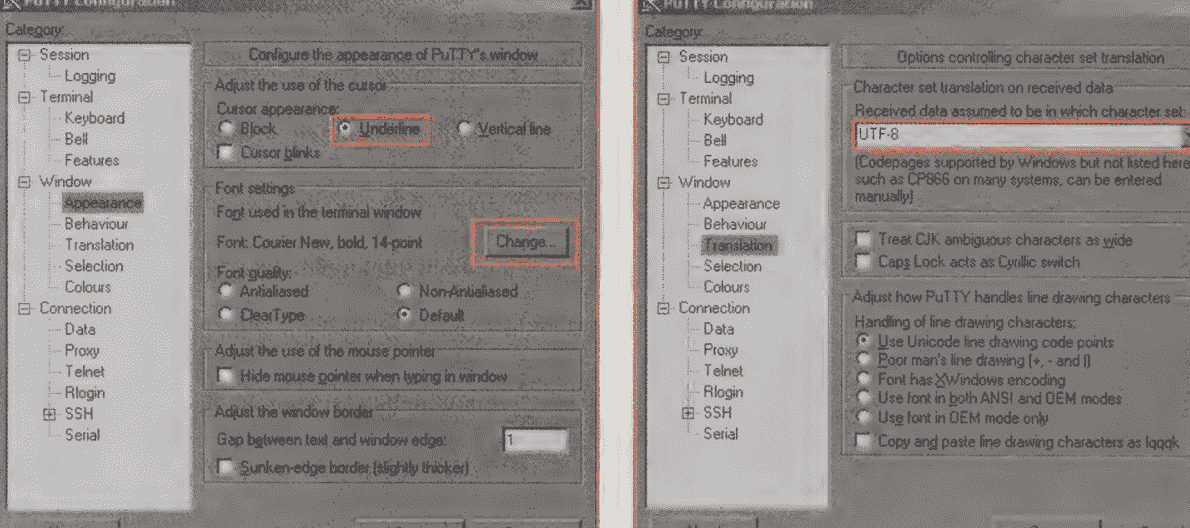 PuTTY Configuration
Category:
Session
Logging
Terminal
Keyboard
Bell
Features
Window
Appearance
Behaviour
Translation
Selection
Colours
Connection
Data
Proxy
Telnet
Rlogin
SSH
Serial
Configure the appearance of PuTTY's window
Adjust the use of the cursor
Cursor appearance:
Block Underline Vertical line
Cursor blinks
Font settings
Font used in the terminal window
Font: Courier New, bold, 14-point Change...
Font quality:
Antialiased Non-Antialiased
ClearType Default
Adjust the use of the mouse pointer
Hide mouse pointer when typing in window
Adjust the window border
Gap between text and window edge: 1
Sunken-edge border (slightly thicker)
PuTTY Configuration
Category:
Session
Logging
Terminal
Keyboard
Bell
Features
Window
Appearance
Behaviour
Translation
Selection
Colours
Connection
Data
Proxy
Telnet
Rlogin
SSH
Serial
Options controlling character set translation
Character set translation on received data
Received data assumed to be in which character set:
UTF-8
(Codepages supported by Windows but not listed here
such as CP866 on many systems, can be entered
manually)
Treat CJK ambiguous characters as wide
Caps Lock acts as Cyrillic switch
Adjust how PuTTY handles line drawing characters
Handling of line drawing characters:
Use Unicode line drawing code points
Poor man's line drawing (+, - and |)
Font has XWindows encoding
Use font in both ANSI and OEM modes
Use font in OEM mode only
Copy and paste line drawing characters as lqqqk